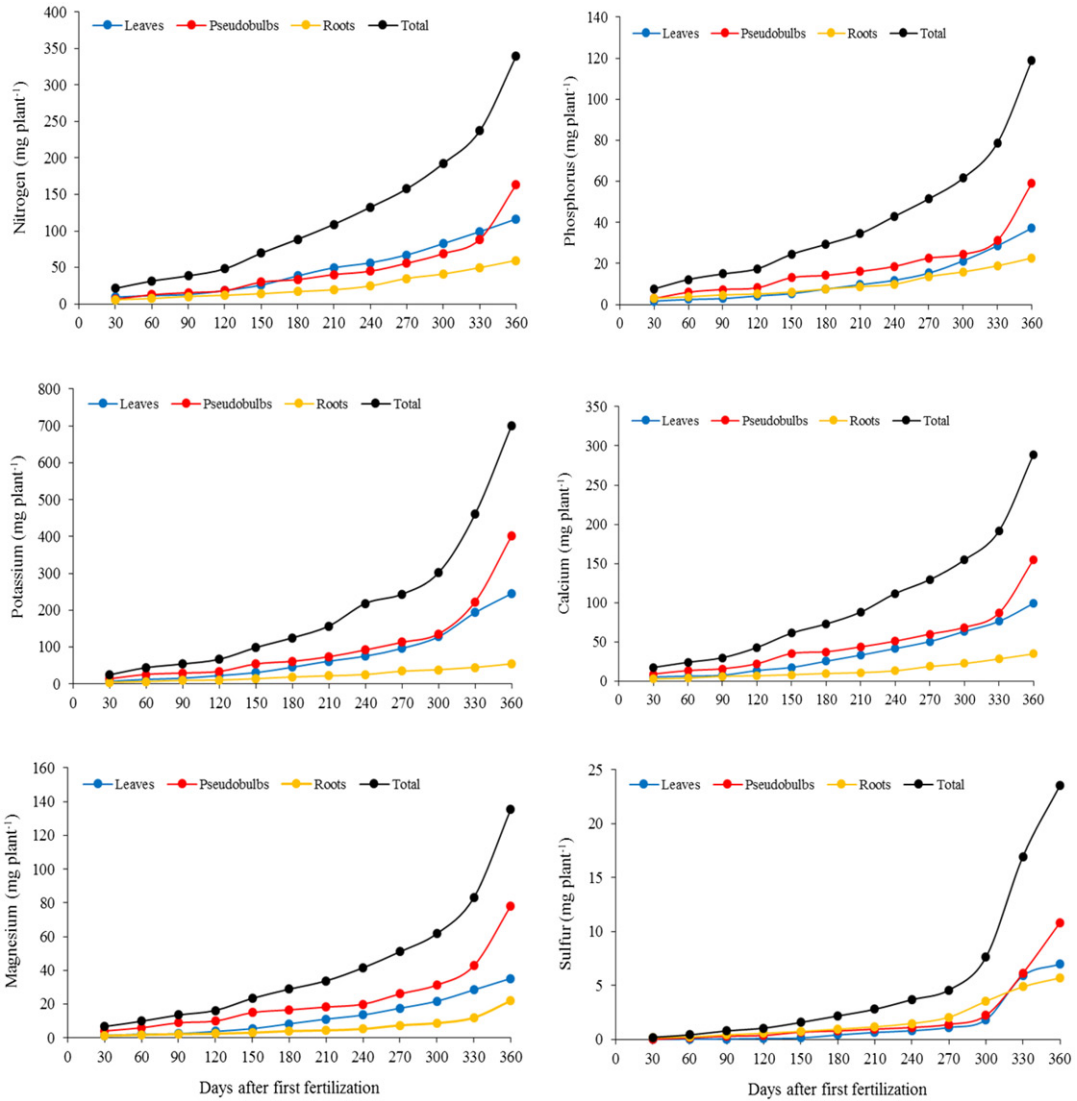 Nitrogen (mg plant⁻¹)
Leaves Pseudobulbs Roots Total
400
350
300
250
200
150
100
50
0
0 30 60 90 120 150 180 210 240 270 300 330 360
Phosphorus (mg plant⁻¹)
Leaves Pseudobulbs Roots Total
140
120
100
80
60
40
20
0
0 30 60 90 120 150 180 210 240 270 300 330 360
Potassium (mg plant⁻¹)
Leaves Pseudobulbs Roots Total
800
700
600
500
400
300
200
100
0
0 30 60 90 120 150 180 210 240 270 300 330 360
Calcium (mg plant⁻¹)
Leaves Pseudobulbs Roots Total
350
300
250
200
150
100
50
0
0 30 60 90 120 150 180 210 240 270 300 330 360
Magnesium (mg plant⁻¹)
Leaves Pseudobulbs Roots Total
160
140
120
100
80
60
40
20
0
0 30 60 90 120 150 180 210 240 270 300 330 360
Days after first fertilization
Sulfur (mg plant⁻¹)
Leaves Pseudobulbs Roots Total
25
20
15
10
5
0
0 30 60 90 120 150 180 210 240 270 300 330 360
Days after first fertilization